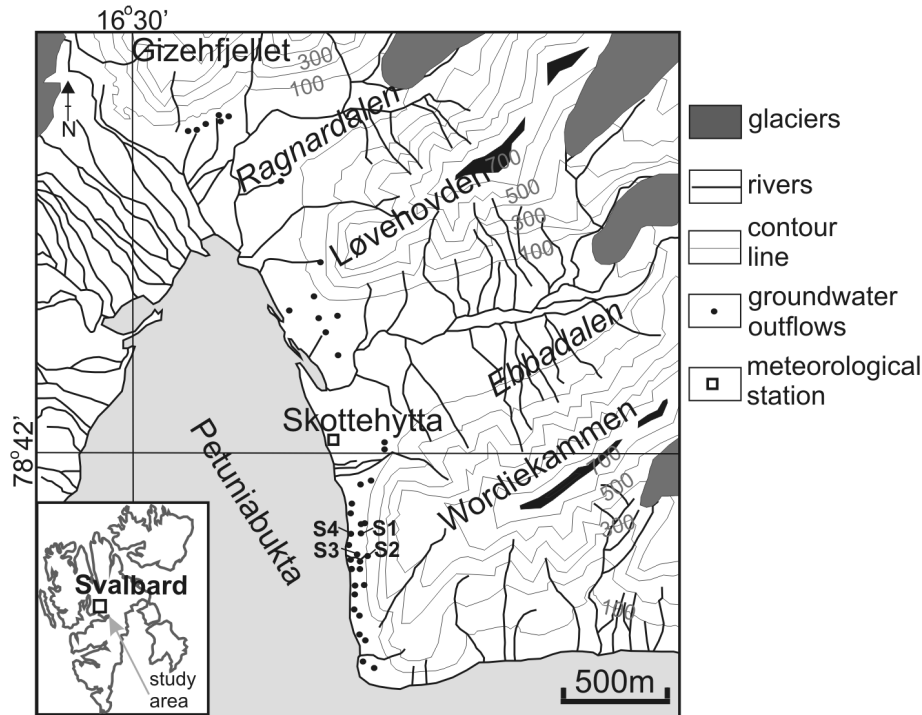 16°30'
Gizehfjellet
300
100
N
Ragnardalen
700
Løvehovden
500
300
100
Ebbadalen
Skottehytta
78°42'
Petuniabukta
Wordiekammen
700
500
300
S4 S1
S3 S2
Svalbard
study
area
500m
glaciers
rivers
contour
line
groundwater
outflows
meteorological
station